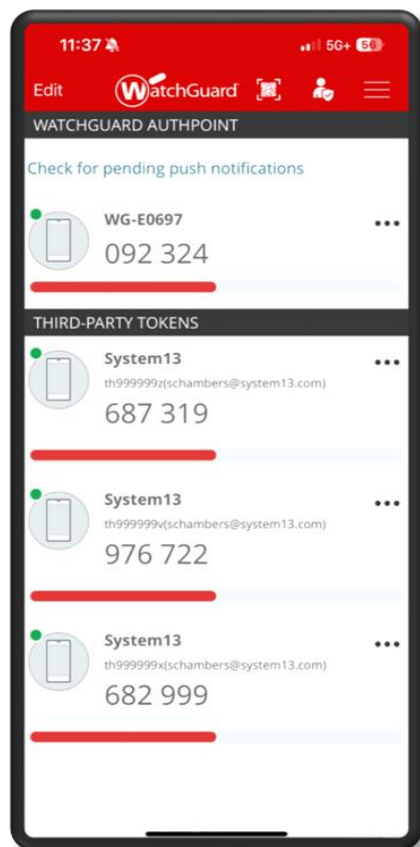 11:37
5G+ 56
Edit
WatchGuard
WATCHGUARD AUTHPOINT
Check for pending push notifications
WG-E0697
092 324
THIRD-PARTY TOKENS
System13
th999999z(schambers@system13.com)
687 319
System13
th999999v(schambers@system13.com)
976 722
System13
th999999x(schambers@system13.com)
682 999